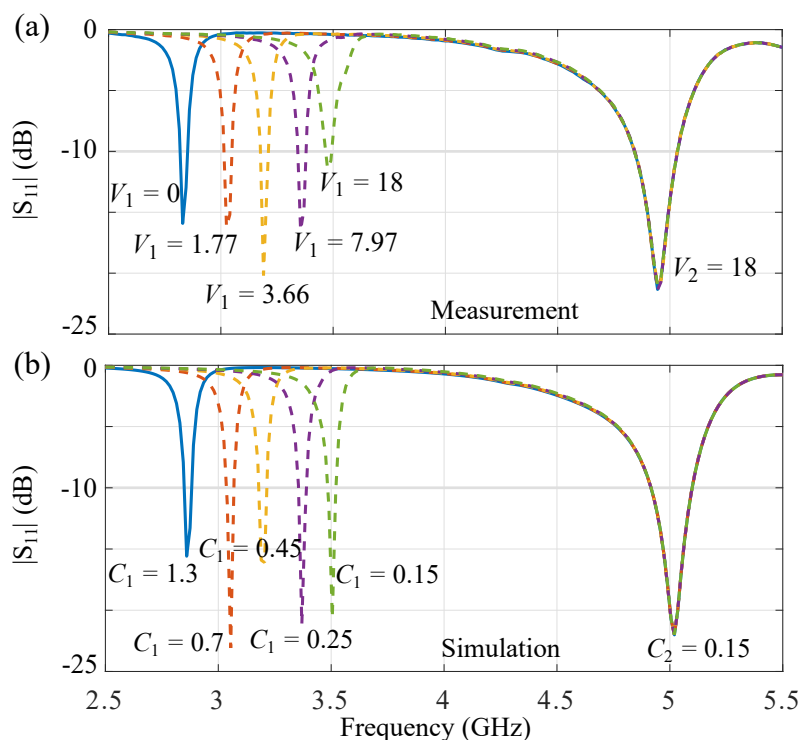 (a)
0
-10
-25
|S₁₁| (dB)
V₁ = 0
V₁ = 1.77
V₁ = 3.66
V₁ = 7.97
V₁ = 18
V₂ = 18
Measurement
(b)
0
-10
-25
|S₁₁| (dB)
C₁ = 1.3
C₁ = 0.7
C₁ = 0.45
C₁ = 0.25
C₁ = 0.15
C₂ = 0.15
Simulation
2.5 3 3.5 4 4.5 5 5.5
Frequency (GHz)